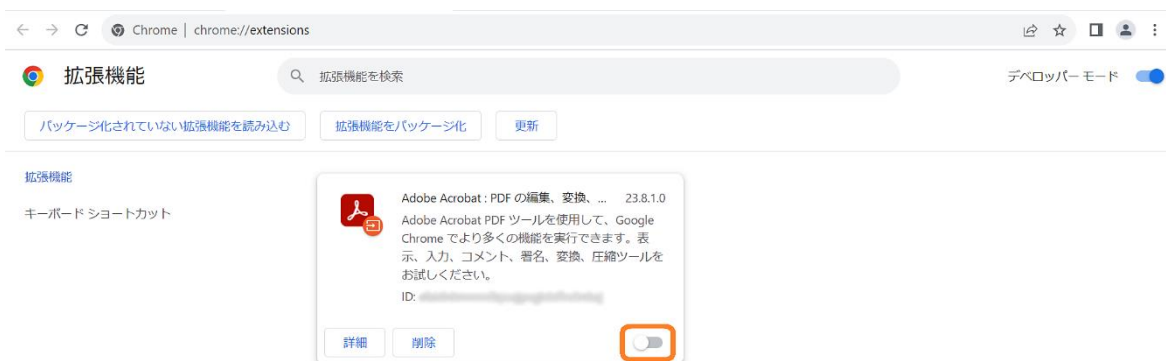 Chrome | chrome://extensions
拡張機能
拡張機能を検索
デベロッパー モード
パッケージ化されていない拡張機能を読み込む
拡張機能をパッケージ化
更新
拡張機能
キーボード ショートカット
Adobe Acrobat : PDF の編集、変換、... 23.8.1.0
Adobe Acrobat PDF ツールを使用して、Google
Chrome でより多くの機能を実行できます。表
示、入力、コメント、署名、変換、圧縮ツールを
お試しください。
ID:
詳細
削除